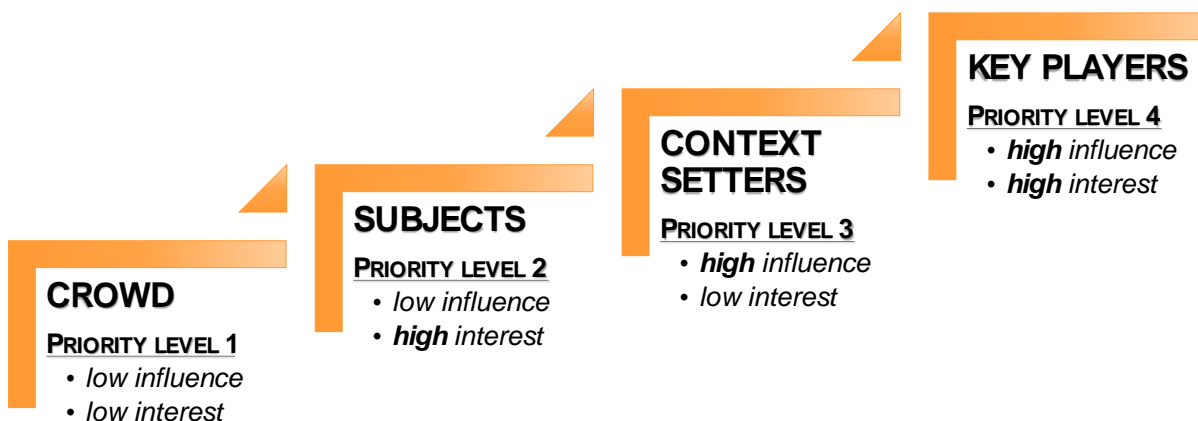 CROWD
PRIORITY LEVEL 1
• low influence
• low interest
SUBJECTS
PRIORITY LEVEL 2
• low influence
• high interest
CONTEXT
SETTERS
PRIORITY LEVEL 3
• high influence
• low interest
KEY PLAYERS
PRIORITY LEVEL 4
• high influence
• high interest